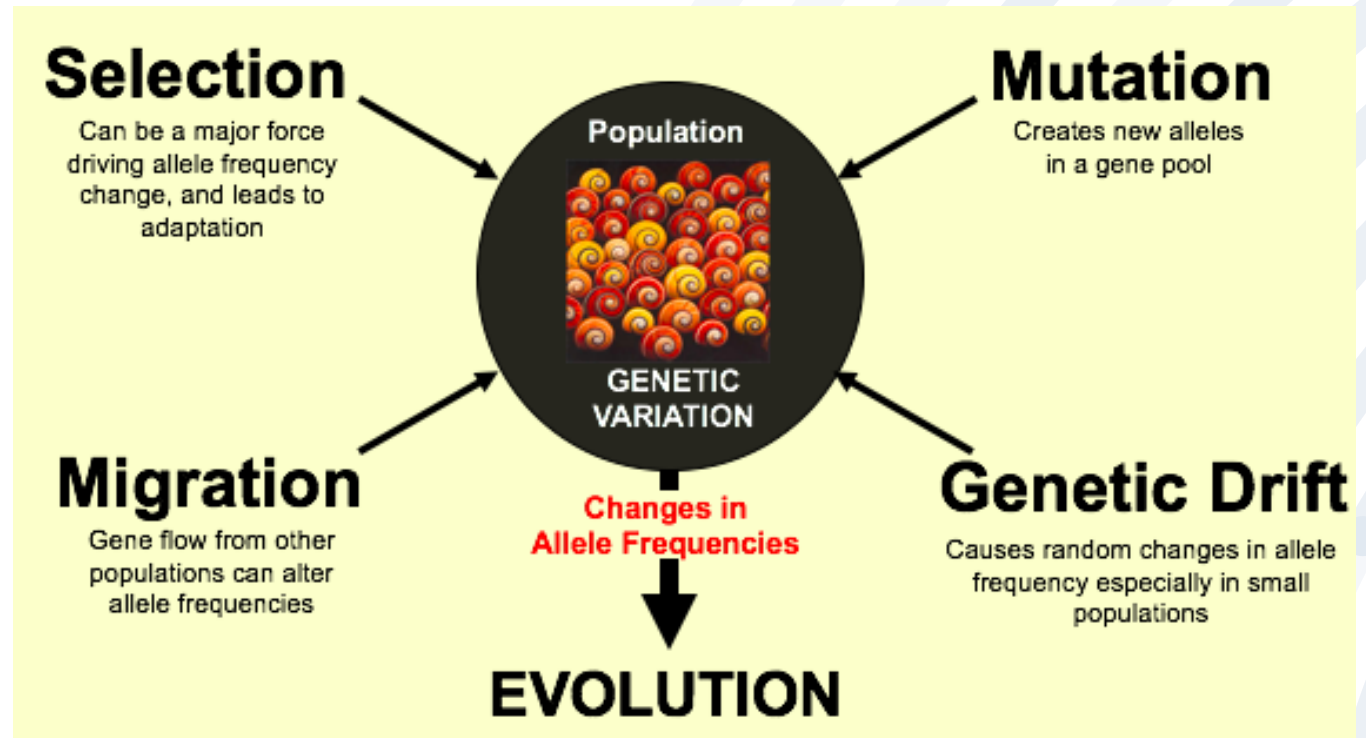 Selection
Can be a major force
driving allele frequency
change, and leads to
adaptation
Mutation
Creates new alleles
in a gene pool
Population
GENETIC
VARIATION
Migration
Gene flow from other
populations can alter
allele frequencies
Genetic Drift
Causes random changes in allele
frequency especially in small
populations
Changes in
Allele Frequencies
EVOLUTION